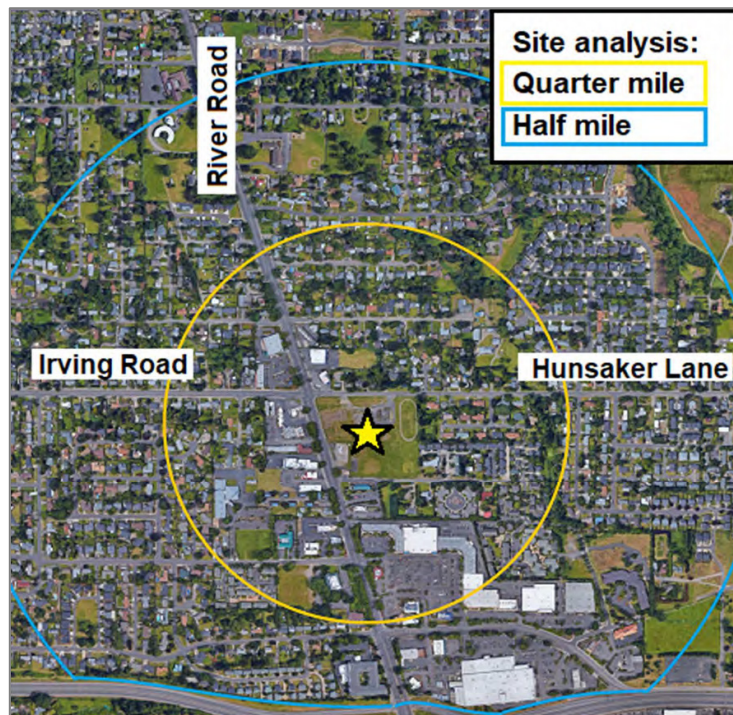 Site analysis:
Quarter mile
Half mile
River Road
Irving Road
Hunsaker Lane